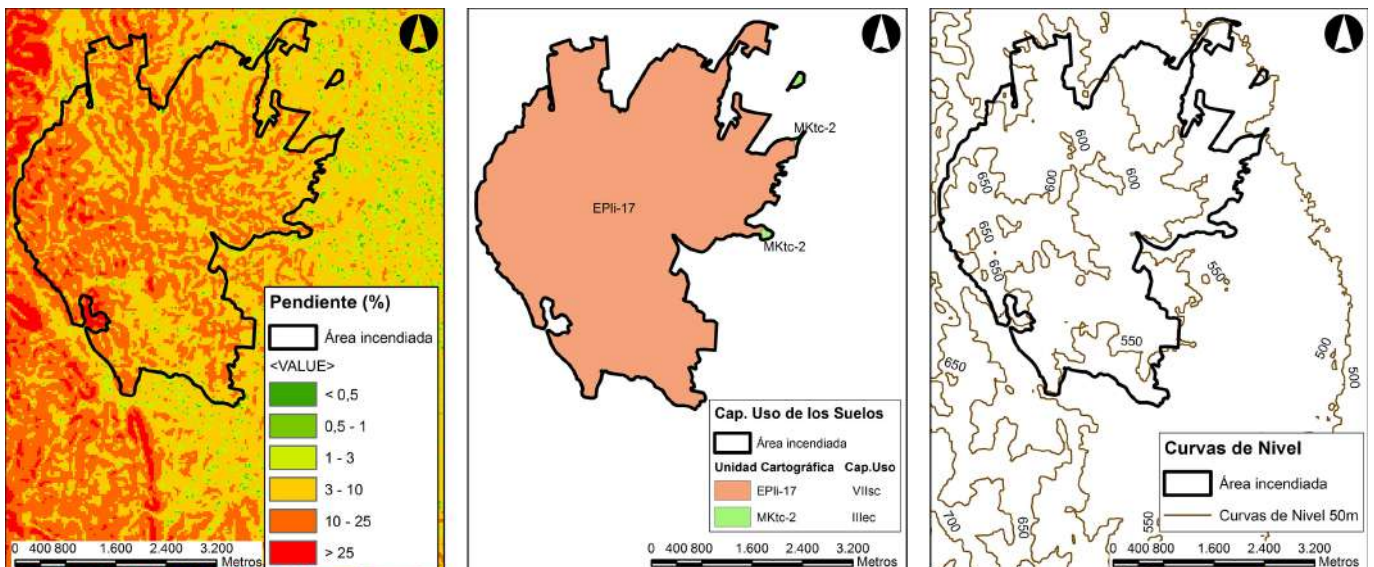 Pendiente (%)
Área incendiada
<VALUE>
< 0,5
0,5 - 1
1 - 3
3 - 10
10 - 25
> 25
0 400 800 1.600 2.400 3.200
Metros
MKtc-2
EPli-17
MKtc-2
Cap. Uso de los Suelos
Área incendiada
Unidad Cartográfica Cap.Uso
EPli-17 VIIsc
MKtc-2 IIIec
0 400 800 1.600 2.400 3.200
Metros
600
650
600
600
650
650
550
550
500
500
650
700
650
550
Curvas de Nivel
Área incendiada
Curvas de Nivel 50m
0 400 800 1.600 2.400 3.200
Metros